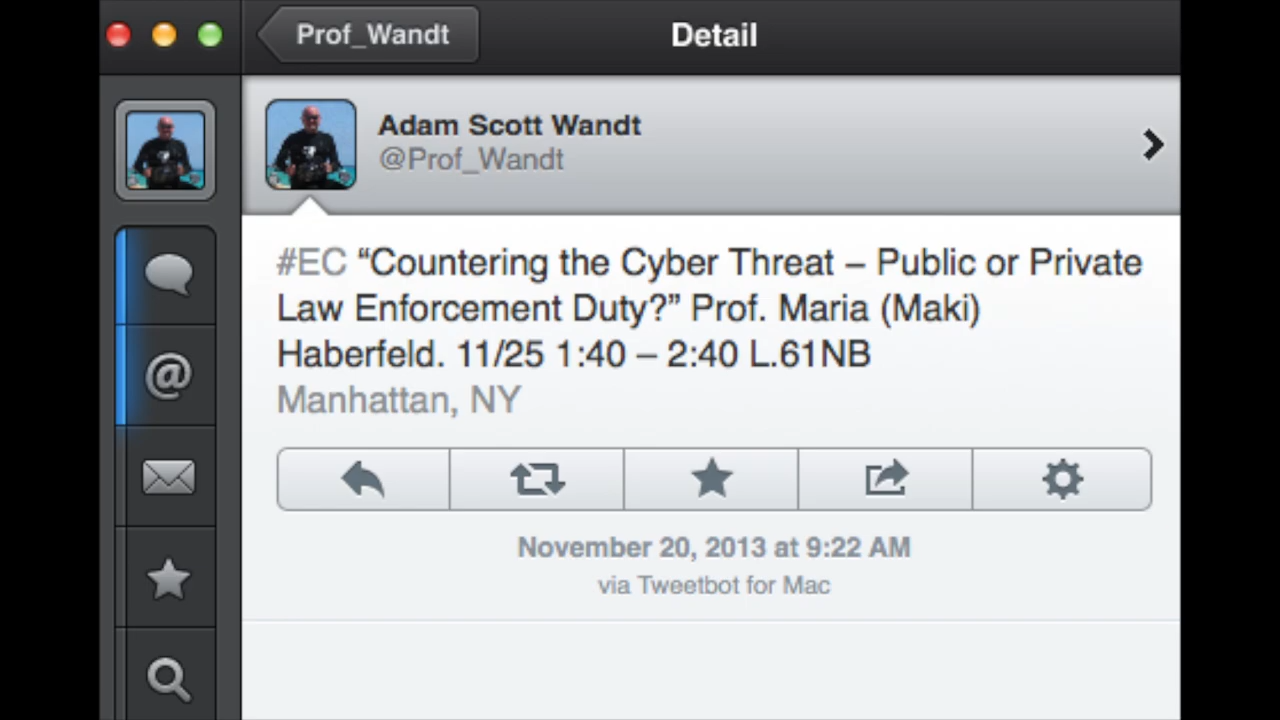 Prof_Wandt
Detail
Adam Scott Wandt
@Prof_Wandt
#EC “Countering the Cyber Threat – Public or Private
Law Enforcement Duty?” Prof. Maria (Maki)
Haberfeld. 11/25 1:40 – 2:40 L.61NB
Manhattan, NY
November 20, 2013 at 9:22 AM
via Tweetbot for Mac